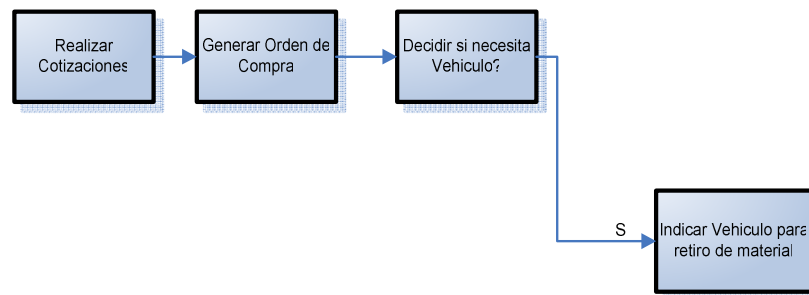 Realizar
Cotizaciones
Generar Orden de
Compra
Decidir si necesita
Vehiculo?
S
Indicar Vehiculo para
retiro de material